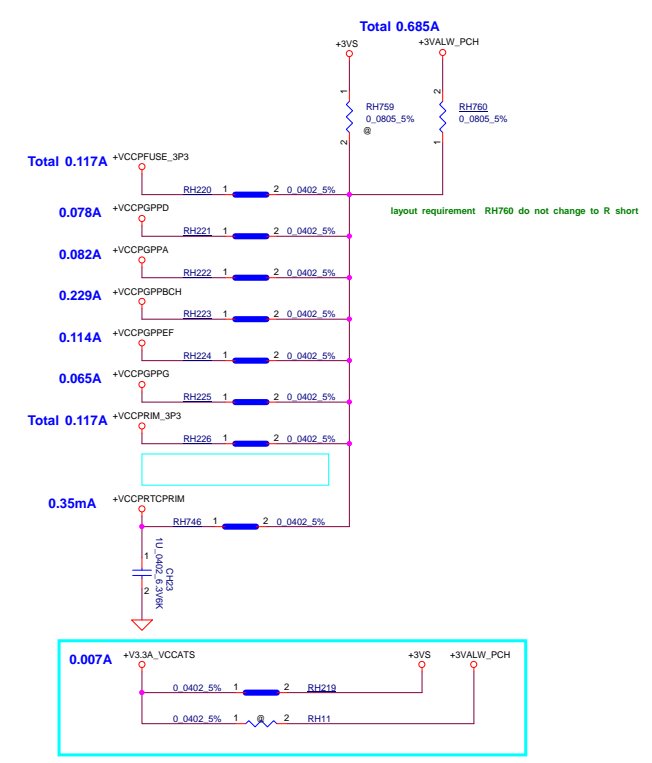 Total 0.685A
+3VS
+3VALW_PCH
1
RH759
0_0805_5%
@
2
2
RH760
0_0805_5%
1
Total 0.117A
+VCCPFUSE_3P3
RH220 1 2 0_0402_5%
layout requirement RH760 do not change to R short
0.078A
+VCCPGPPD
RH221 1 2 0_0402_5%
0.082A
+VCCPGPPA
RH222 1 2 0_0402_5%
0.229A
+VCCPGPPBCH
RH223 1 2 0_0402_5%
0.114A
+VCCPGPPEF
RH224 1 2 0_0402_5%
0.065A
+VCCPGPPG
RH225 1 2 0_0402_5%
Total 0.117A
+VCCPRIM_3P3
RH226 1 2 0_0402_5%
0.35mA
+VCCPRTCPRIM
RH746 1 2 0_0402_5%
1
CH23
1U_0402_6.3V6K
2
0.007A
+V3.3A_VCCATS
+3VS
+3VALW_PCH
0_0402_5% 1 2 RH219
0_0402_5% 1 @ 2 RH11